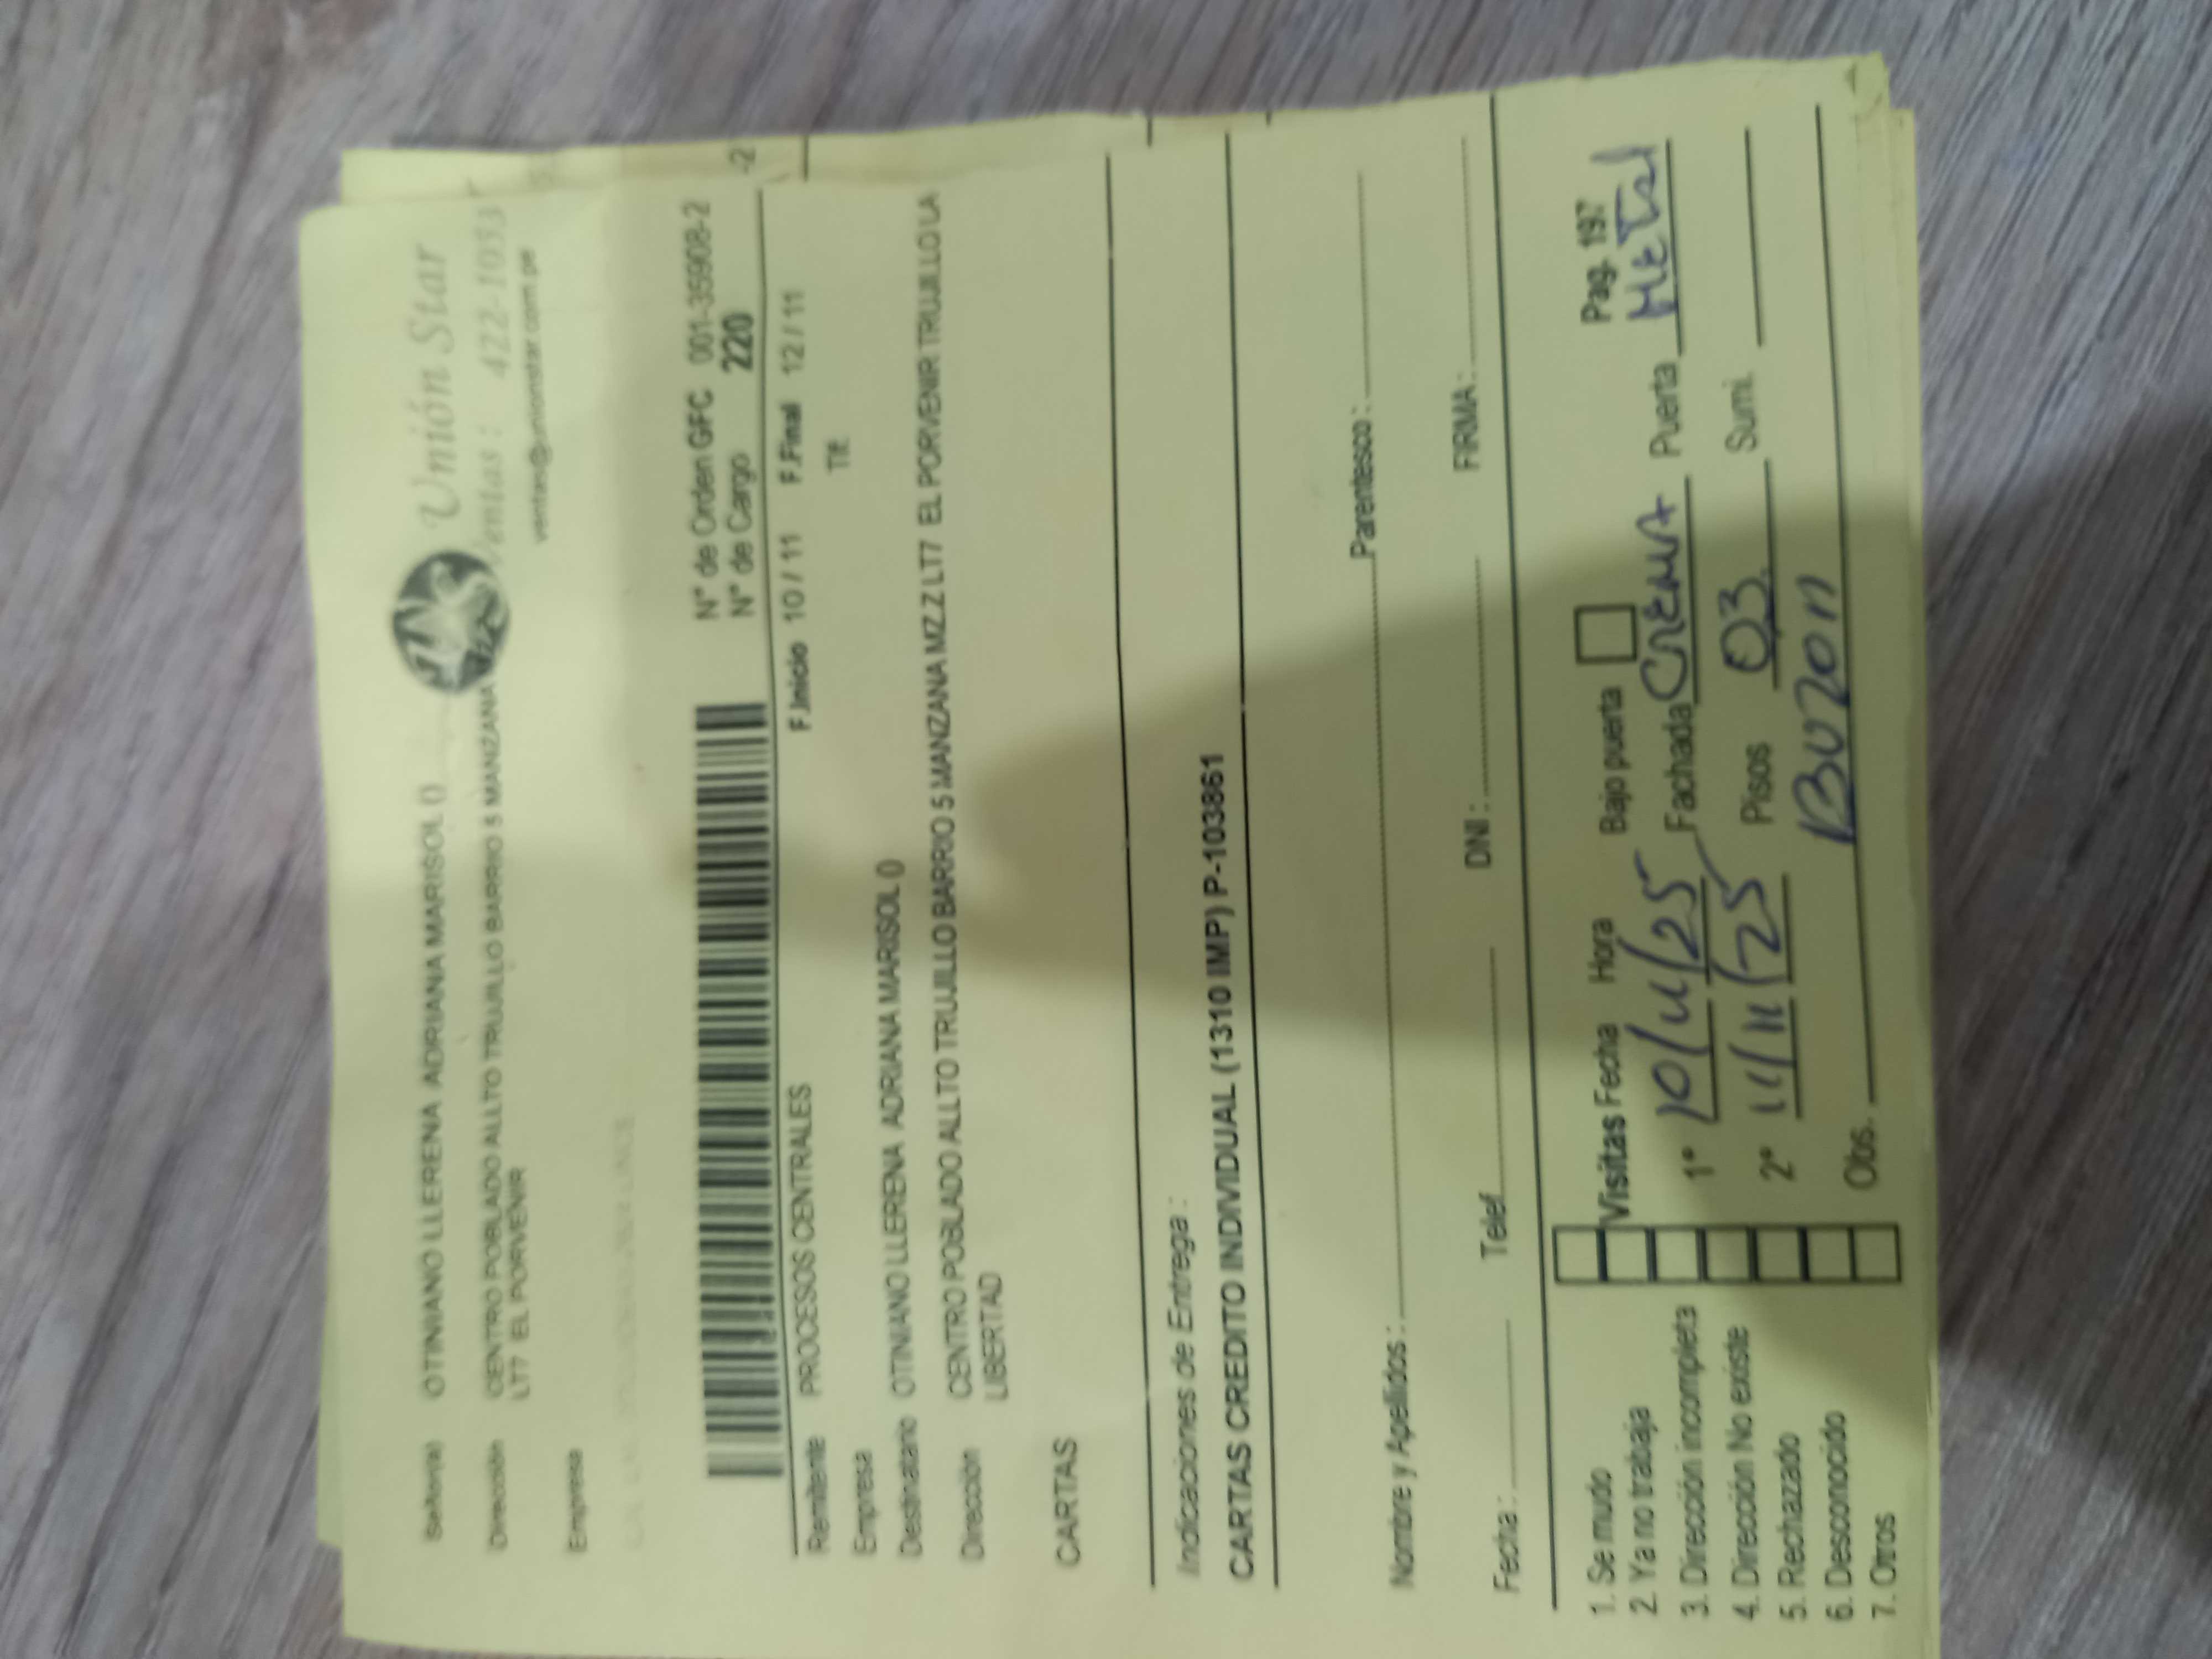 Señor(a) OTINIANO LLERENA ADRIANA MARISOL ()
Unión Star
Dirección CENTRO POBLADO ALLTO TRUJILLO BARRIO 5 MANZANA
Ventas : 422-1053
LT7 EL PORVENIR
ventas@unionstar.com.pe
Empresa
N° de Orden GFC 001-359908-2
N° de Cargo 220
-2
Remitente PROCESOS CENTRALES
F.Inicio 10 / 11 F.Final 12 / 11
Empresa
Tlf.
Destinatario OTINIANO LLERENA ADRIANA MARISOL ()
Dirección CENTRO POBLADO ALLTO TRUJILLO BARRIO 5 MANZANA MZ.Z LT7 EL PORVENIR TRUJILLO LA
LIBERTAD
CARTAS
Indicaciones de Entrega :
CARTAS CREDITO INDIVIDUAL (1310 IMP) P-103861
Nombre y Apellidos : Parentesco :
Fecha : Telef. DNI : FIRMA :
1. Se mudo
2. Ya no trabaja
3. Dirección incompleta
4. Dirección No existe
5. Rechazado
6. Desconocido
7. Otros
Visitas Fecha Hora Bajo puerta Pag. 197
1° 10/11/25 Fachada CREMA Puerta METAL
2° 11/11/25 Pisos 03 Sumi.
Obs. BUZON